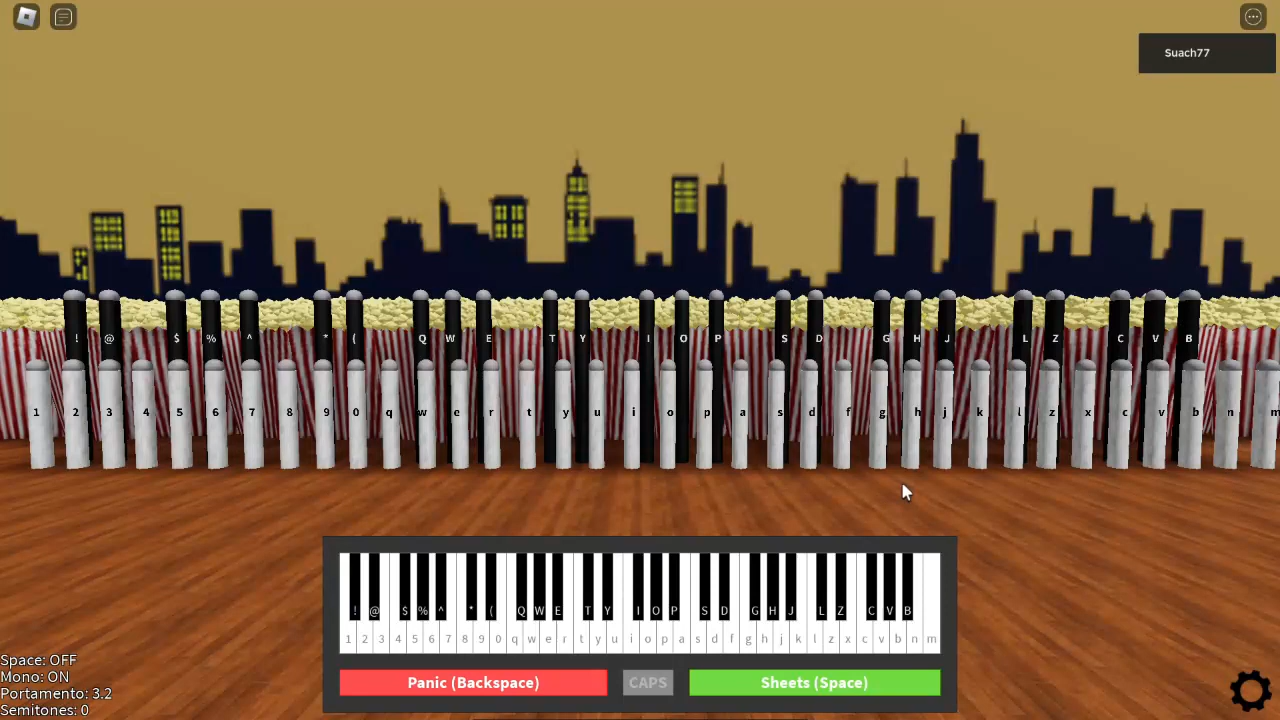 Suach77
! @ $ % ^ * ( Q W E T Y I O P S D G H J L Z C V B
1 2 3 4 5 6 7 8 9 0 q w e r t y u i o p a s d f g h j k l z x c v b n m
! @ $ % ^ * ( Q W E T Y I O P S D G H J L Z C V B
1 2 3 4 5 6 7 8 9 0 q w e r t y u i o p a s d f g h j k l z x c v b n m
Panic (Backspace) CAPS Sheets (Space)
Space: OFF
Mono: ON
Portamento: 3.2
Semitones: 0